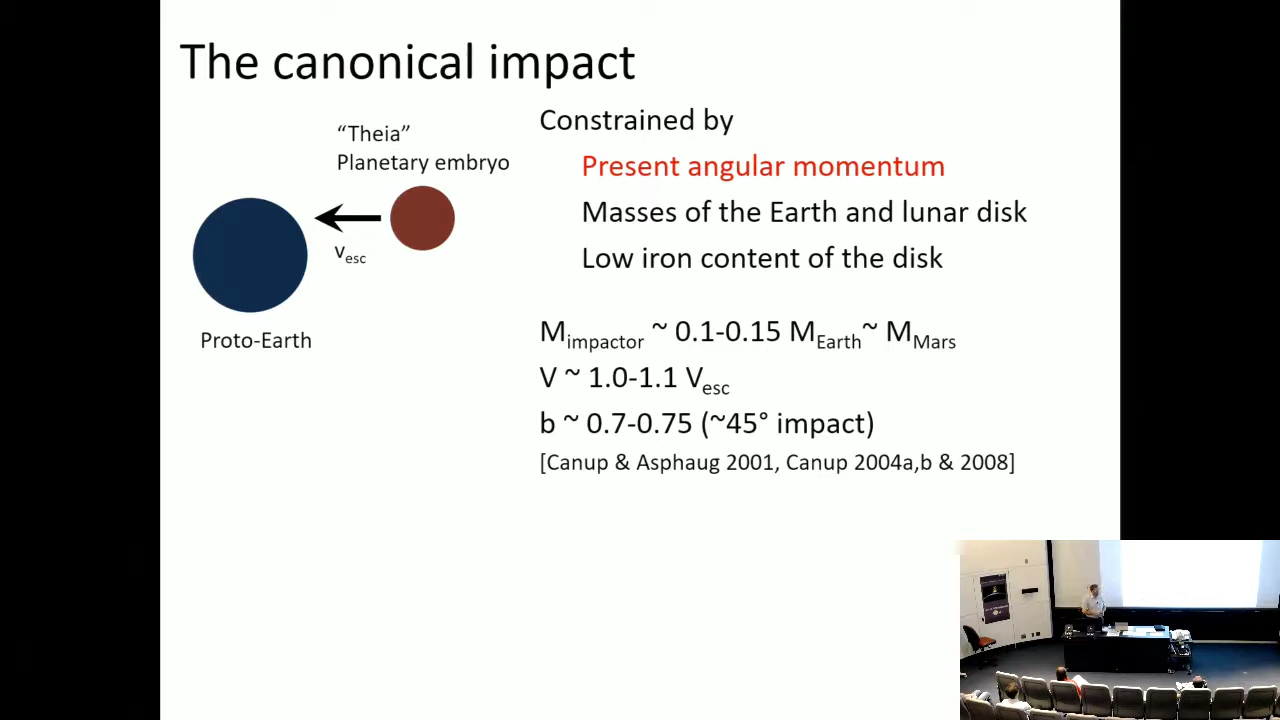 The canonical impact
“Theia”
Planetary embryo
vesc
Proto-Earth
Constrained by
Present angular momentum
Masses of the Earth and lunar disk
Low iron content of the disk
Mimpactor ~ 0.1-0.15 MEarth~ MMars
V ~ 1.0-1.1 Vesc
b ~ 0.7-0.75 (~45° impact)
[Canup & Asphaug 2001, Canup 2004a,b & 2008]